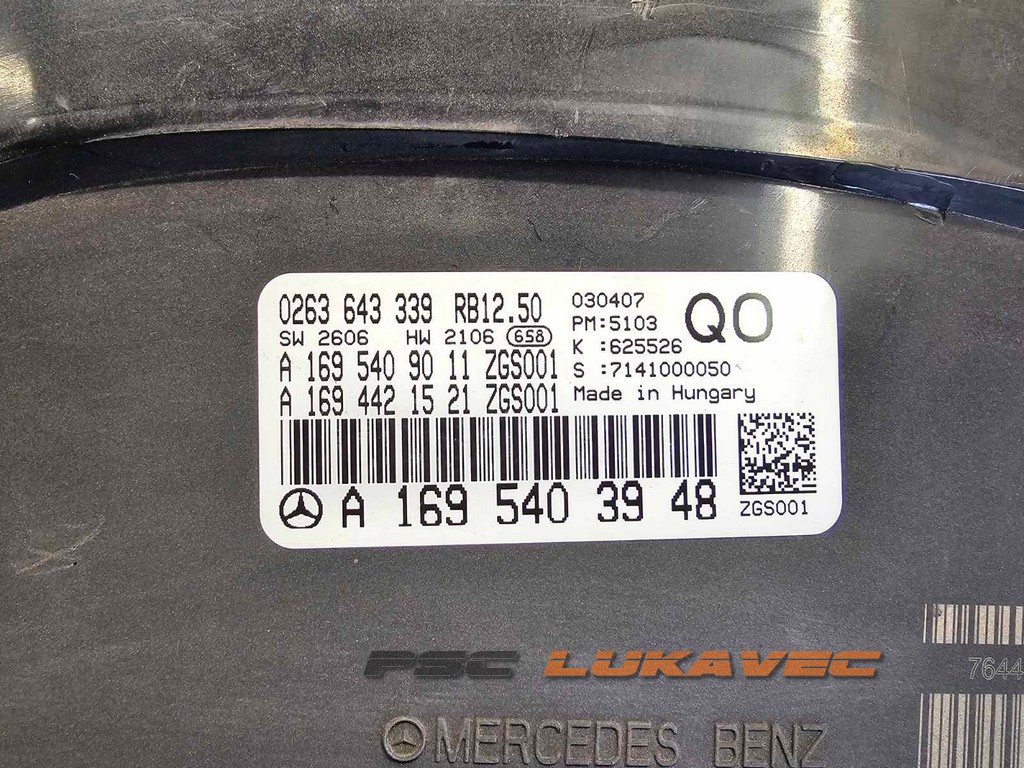 0263 643 339 RB12.50
SW 2606 HW 2106 658
A 169 540 90 11 ZGS001
A 169 442 15 21 ZGS001
030407
PM:5103
K :625526
S :7141000050
Made in Hungary
QO
A 169 540 39 48
ZGS001
7644
PSC LUKAVEC
MERCEDES BENZ